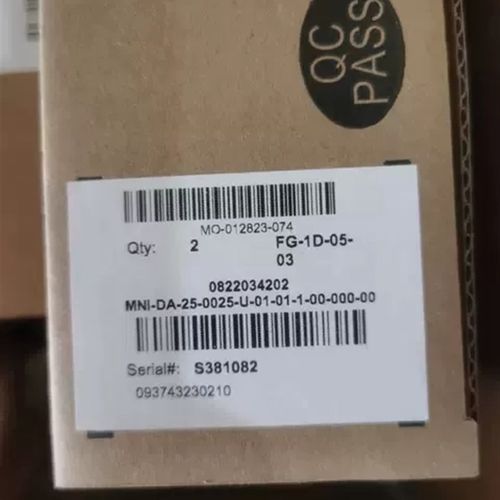 QC
PASS
MO-012823-074
Qty: 2 FG-1D-05-
03
0822034202
MNI-DA-25-0025-U-01-01-1-00-000-00
Serial#: S381082
093743230210